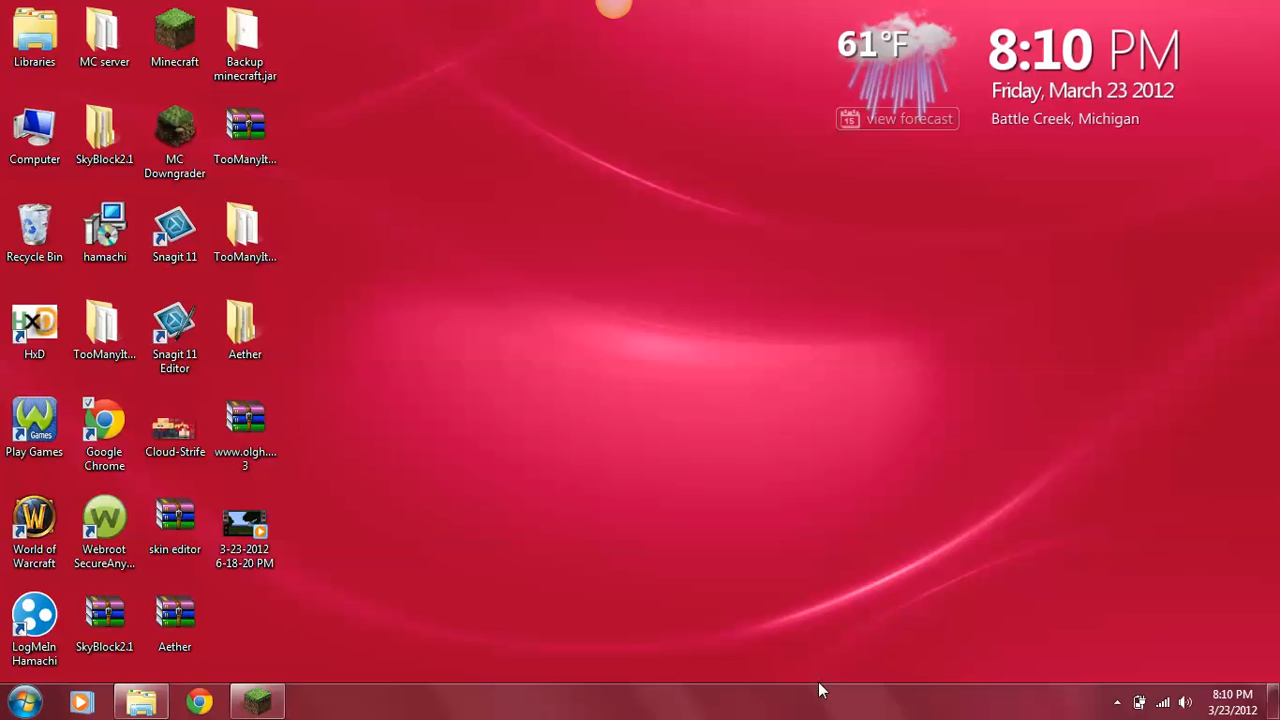 Libraries
MC server
Minecraft
Backup
minecraft.jar
61°F
8:10 PM
Friday, March 23 2012
15
view forecast
Battle Creek, Michigan
Computer
SkyBlock2.1
MC
Downgrader
TooManyIt...
Recycle Bin
hamachi
Snagit 11
TooManyIt...
HxD
HxD
TooManyIt...
Snagit 11
Editor
Aether
Games
Play Games
Google
Chrome
Cloud-Strife
www.olgh....
3
World of
Warcraft
Webroot
SecureAny...
skin editor
3-23-2012
6-18-20 PM
LogMeIn
Hamachi
SkyBlock2.1
Aether
8:10 PM
3/23/2012